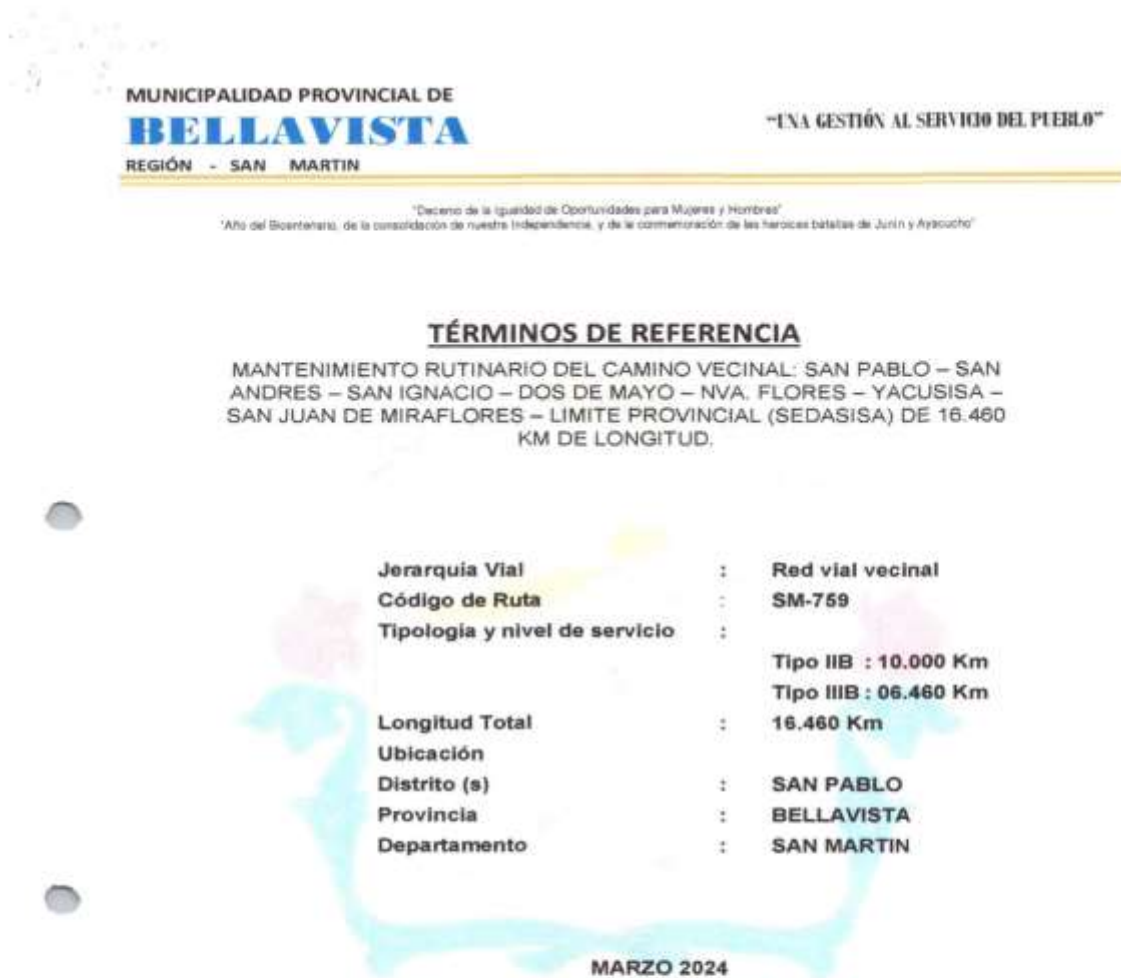 MUNICIPALIDAD PROVINCIAL DE
BELLAVISTA
REGIÓN - SAN MARTIN
"UNA GESTIÓN AL SERVICIO DEL PUEBLO"
"Decenio de la Igualdad de Oportunidades para Mujeres y Hombres"
"Año del Bicentenario, de la consolidación de nuestra Independencia, y de la conmemoración de las heroicas batallas de Junín y Ayacucho"
TÉRMINOS DE REFERENCIA
MANTENIMIENTO RUTINARIO DEL CAMINO VECINAL: SAN PABLO – SAN
ANDRES – SAN IGNACIO – DOS DE MAYO – NVA. FLORES – YACUSISA –
SAN JUAN DE MIRAFLORES – LIMITE PROVINCIAL (SEDASISA) DE 16.460
KM DE LONGITUD.
Jerarquía Vial : Red vial vecinal
Código de Ruta : SM-759
Tipología y nivel de servicio :
Tipo IIB : 10.000 Km
Tipo IIIB : 06.460 Km
Longitud Total : 16.460 Km
Ubicación
Distrito (s) : SAN PABLO
Provincia : BELLAVISTA
Departamento : SAN MARTIN
MARZO 2024